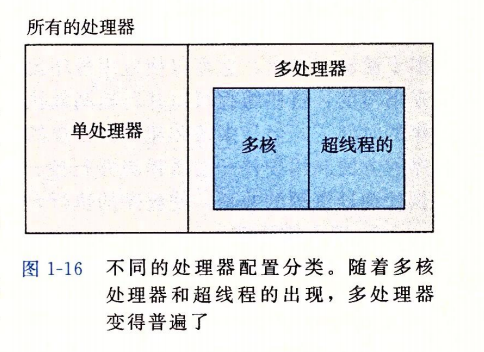 所有的处理器
多处理器
单处理器
多核
超线程的
图 1-16 不同的处理器配置分类。随着多核
处理器和超线程的出现，多处理器
变得普遍了